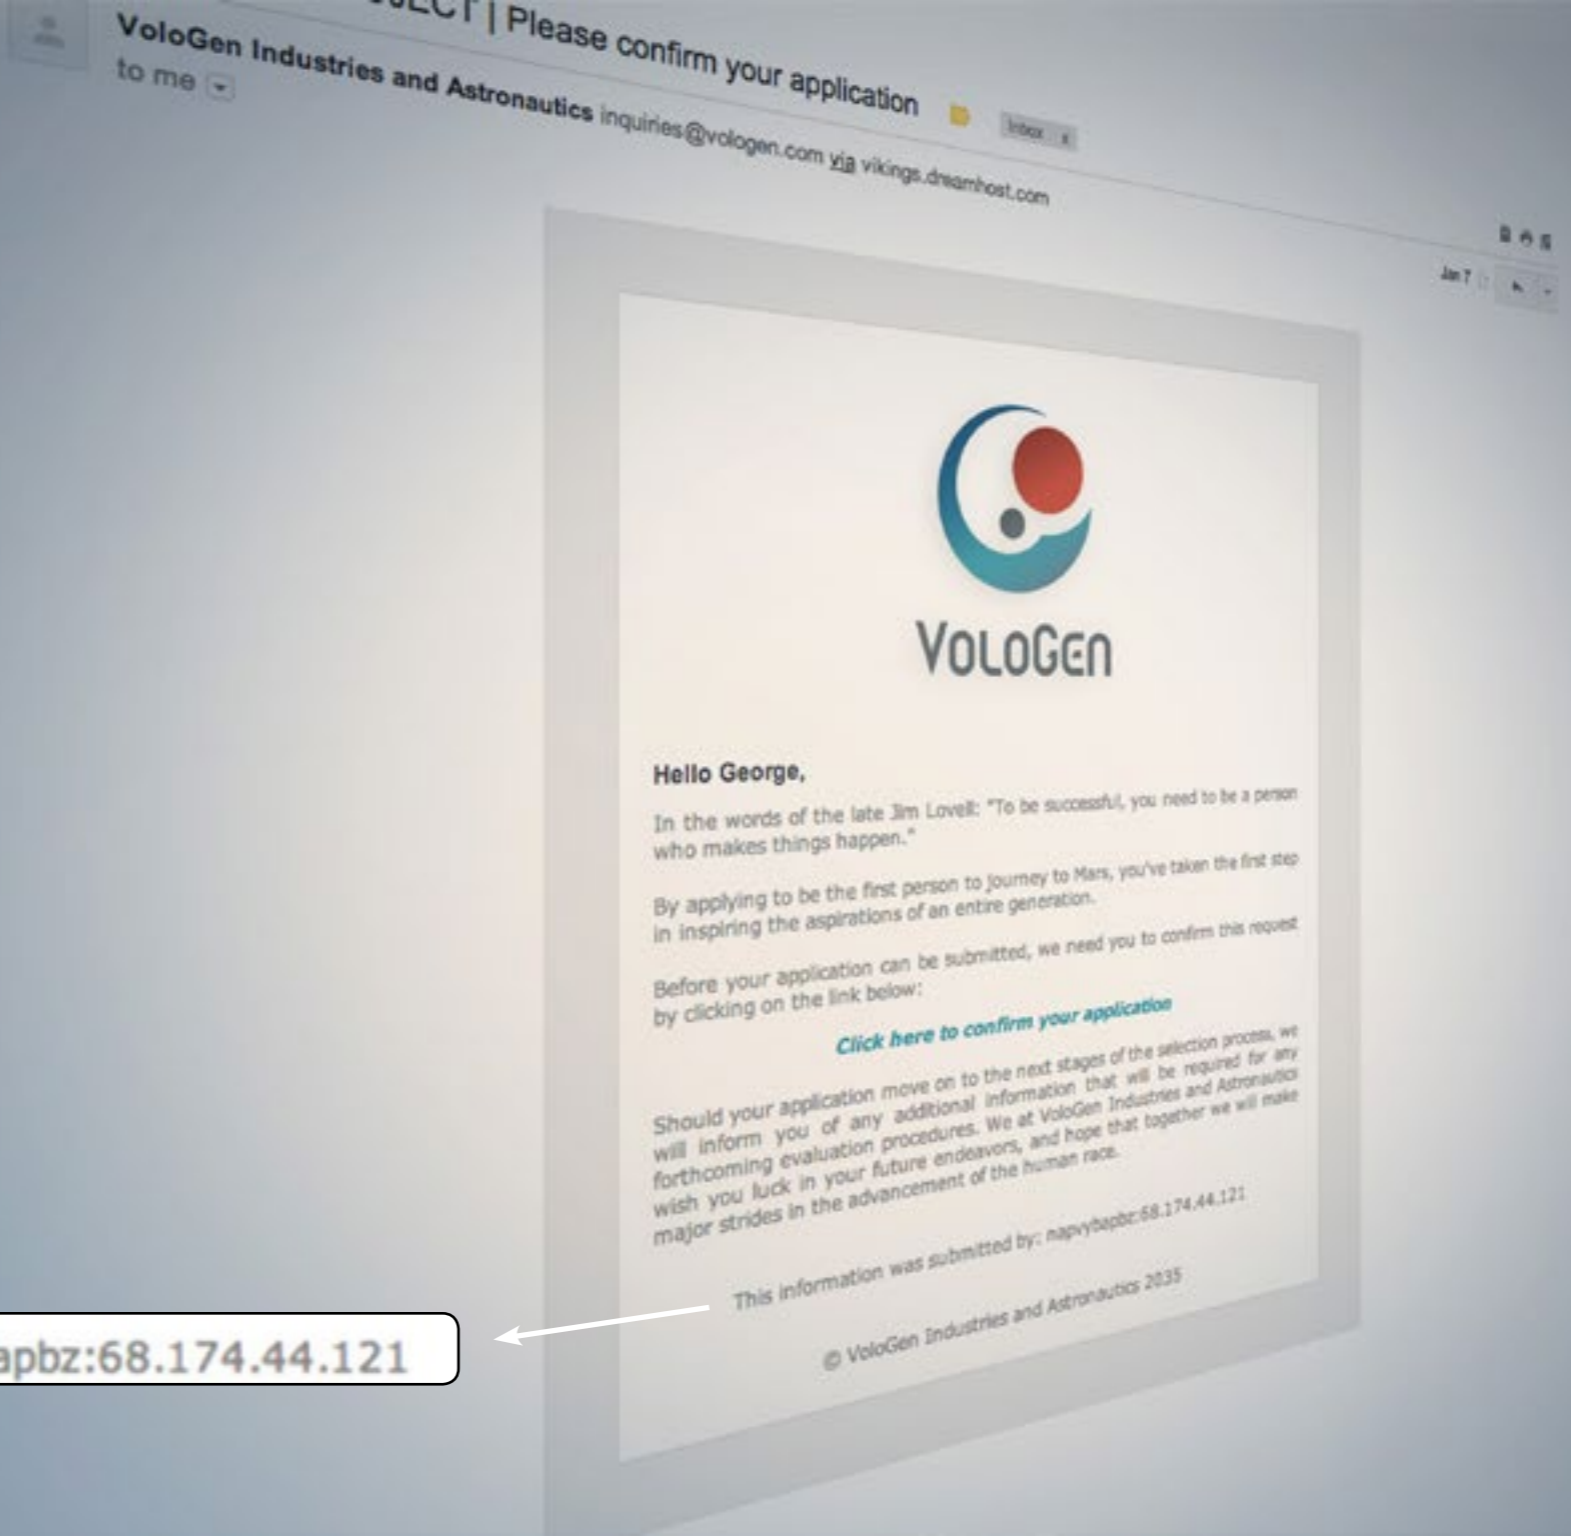 JECT | Please confirm your application
Inbox x
VoloGen Industries and Astronautics inquiries@vologen.com via vikings.dreamhost.com
to me
Jan 7
VOLOGEN
Hello George,
In the words of the late Jim Lovell: "To be successful, you need to be a person
who makes things happen."
By applying to be the first person to journey to Mars, you've taken the first step
in inspiring the aspirations of an entire generation.
Before your application can be submitted, we need you to confirm this request
by clicking on the link below:
Click here to confirm your application
Should your application move on to the next stages of the selection process, we
will inform you of any additional information that will be required for any
forthcoming evaluation procedures. We at VoloGen Industries and Astronautics
wish you luck in your future endeavors, and hope that together we will make
major strides in the advancement of the human race.
This information was submitted by: napvybapbz:68.174.44.121
© VoloGen Industries and Astronautics 2035
apbz:68.174.44.121